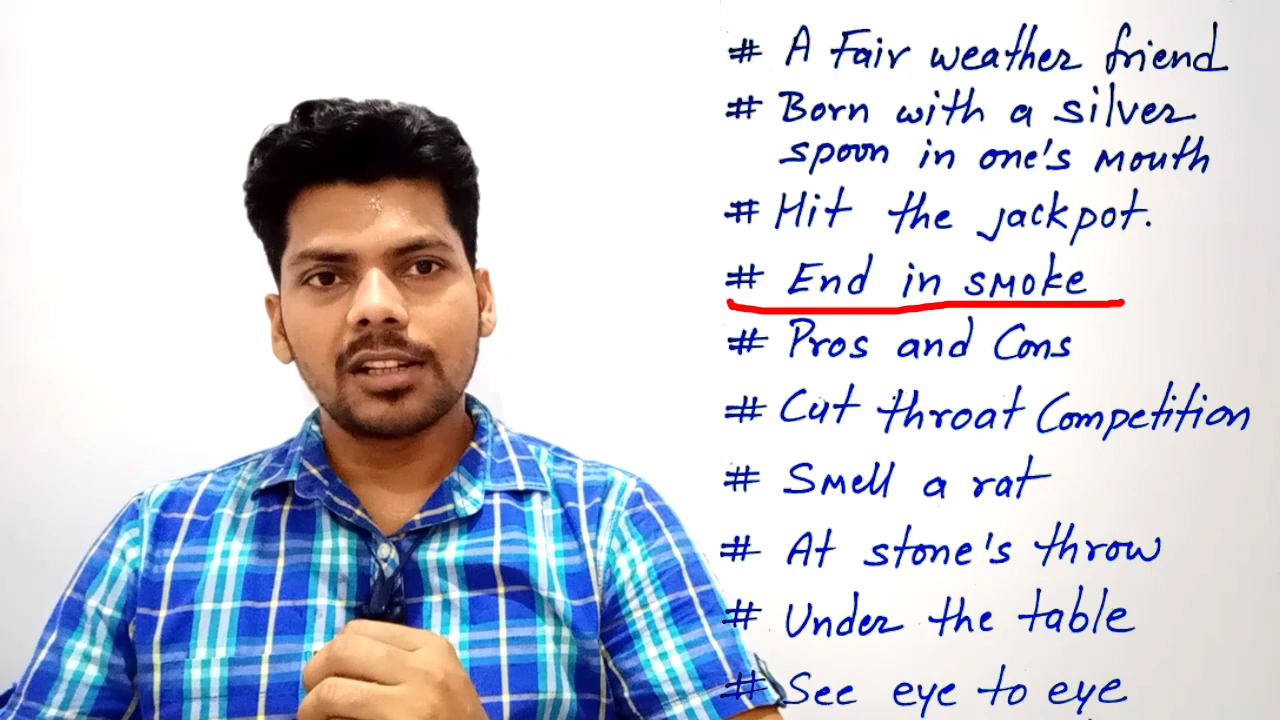 # A Fair weather friend
# Born with a silver
spoon in one's mouth
# Hit the jackpot.
# End in smoke
# Pros and Cons
# Cut throat Competition
# Smell a rat
# At stone's throw
# Under the table
# See eye to eye